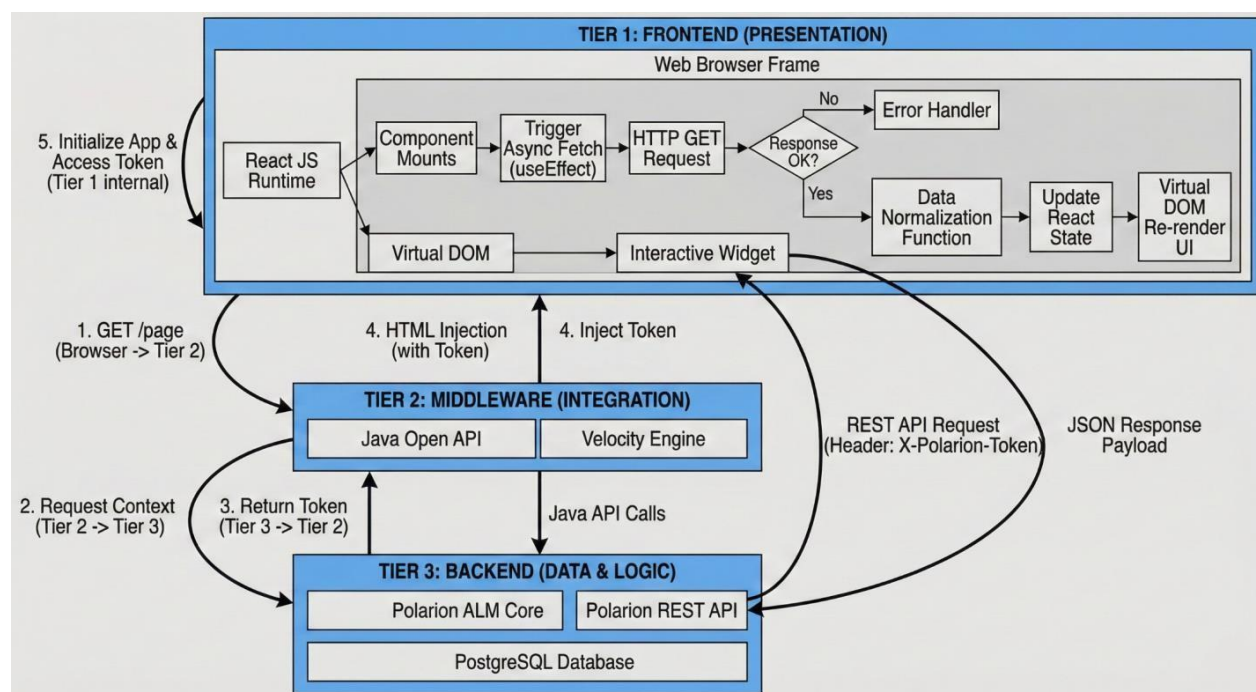 TIER 1: FRONTEND (PRESENTATION)
Web Browser Frame
5. Initialize App &
Access Token
(Tier 1 internal)
React JS
Runtime
Component
Mounts
Trigger
Async Fetch
(useEffect)
HTTP GET
Request
Response
OK?
No
Error Handler
Yes
Data
Normalization
Function
Update
React
State
Virtual
DOM
Re-render
UI
Virtual DOM
Interactive Widget
1. GET /page
(Browser -> Tier 2)
4. HTML Injection
(with Token)
4. Inject Token
TIER 2: MIDDLEWARE (INTEGRATION)
Java Open API
Velocity Engine
REST API Request
(Header: X-Polarion-Token)
JSON Response
Payload
2. Request Context
(Tier 2 -> Tier 3)
3. Return Token
(Tier 3 -> Tier 2)
Java API Calls
TIER 3: BACKEND (DATA & LOGIC)
Polarion ALM Core
Polarion REST API
PostgreSQL Database